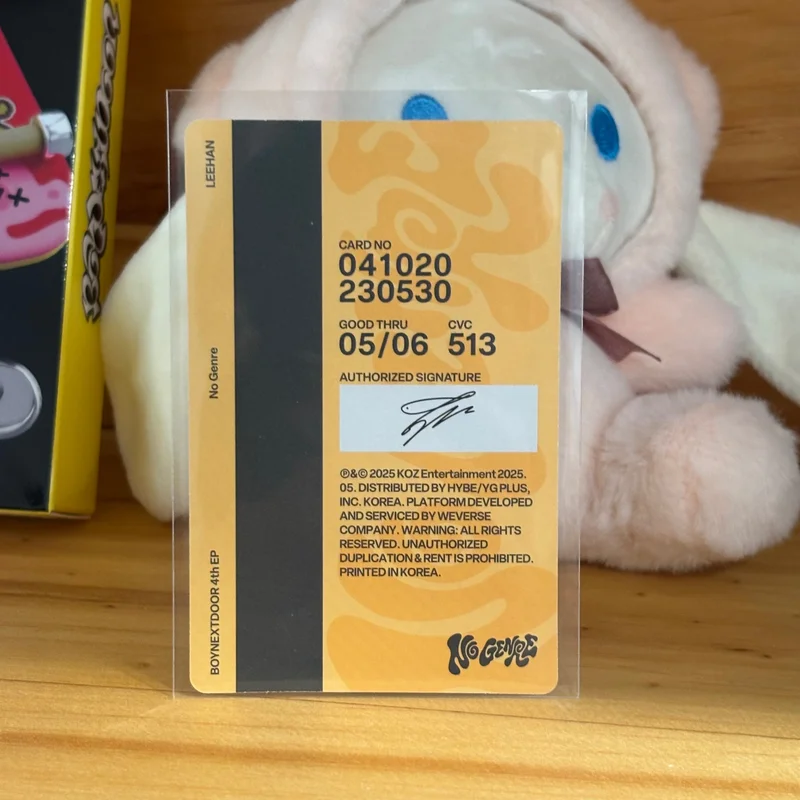 LEEHAN
No Genre
BOYNEXTDOOR 4th EP
CARD NO
041020
230530
GOOD THRU CVC
05/06 513
AUTHORIZED SIGNATURE
℗&© 2025 KOZ Entertainment 2025.
05. DISTRIBUTED BY HYBE/YG PLUS,
INC. KOREA. PLATFORM DEVELOPED
AND SERVICED BY WEVERSE
COMPANY. WARNING: ALL RIGHTS
RESERVED. UNAUTHORIZED
DUPLICATION & RENT IS PROHIBITED.
PRINTED IN KOREA.
NO GENRE